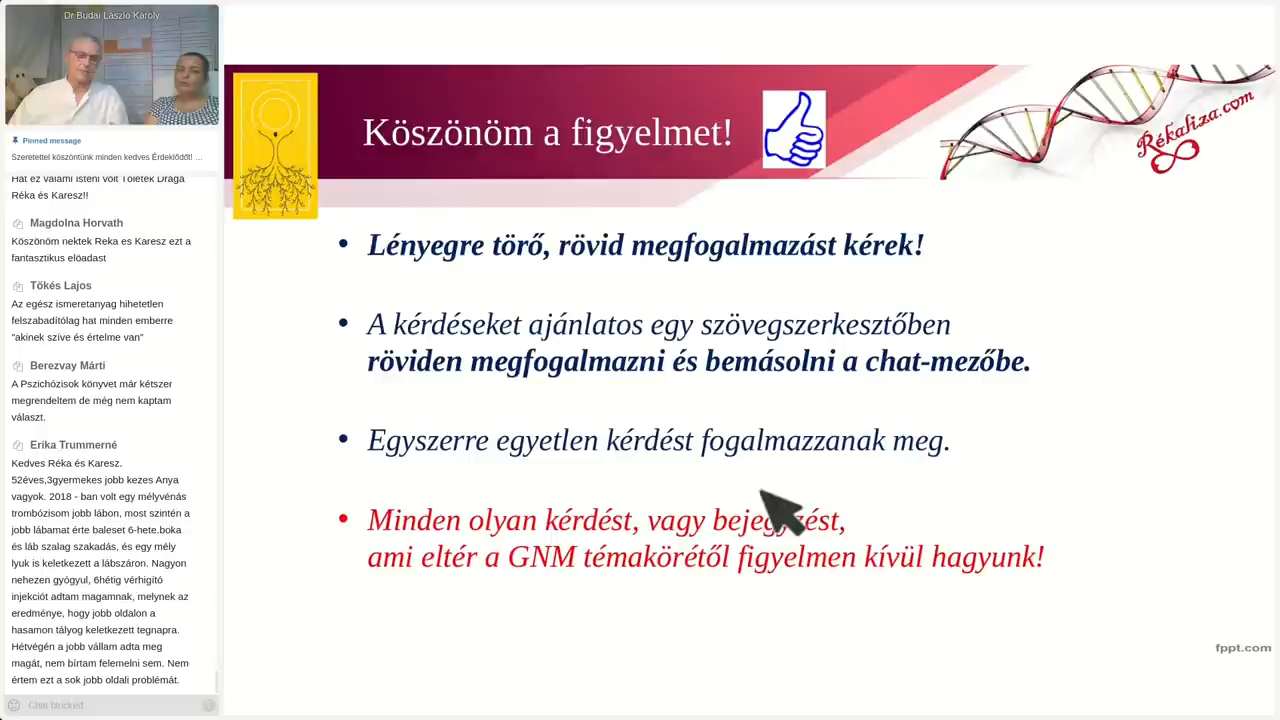 Dr Budai László Károly
Pinned message
Szeretettel köszöntünk minden kedves Érdeklődőt! ...
Hát ez valami Isteni volt Tőletek Drága
Réka és Karesz!!
Magdolna Horvath
Köszönöm nektek Reka es Karesz ezt a
fantasztikus elöadast
Tőkés Lajos
Az egész ismeretanyag hihetetlen
felszabadítólag hat minden emberre
"akinek szíve és értelme van"
Berezvay Márti
A Pszichózisok könyvet már kétszer
megrendeltem de még nem kaptam
választ.
Erika Trummerné
Kedves Réka és Karesz.
52éves,3gyermekes jobb kezes Anya
vagyok. 2018 - ban volt egy mélyvénás
trombózisom jobb lábon, most szintén a
jobb lábamat érte baleset 6-hete.boka
és láb szalag szakadás, és egy mély
lyuk is keletkezett a lábszáron. Nagyon
nehezen gyógyul, 6hétig vérhigító
injekciót adtam magamnak, melynek az
eredménye, hogy jobb oldalon a
hasamon tályog keletkezett tegnapra.
Hétvégén a jobb vállam adta meg
magát, nem bírtam felemelni sem. Nem
értem ezt a sok jobb oldali problémát.
Chat blocked
Köszönöm a figyelmet!
Rékaliza.com
• Lényegre törő, rövid megfogalmazást kérek!
• A kérdéseket ajánlatos egy szövegszerkesztőben
röviden megfogalmazni és bemásolni a chat-mezőbe.
• Egyszerre egyetlen kérdést fogalmazzanak meg.
• Minden olyan kérdést, vagy bejegyzést,
ami eltér a GNM témakörétől figyelmen kívül hagyunk!
fppt.com